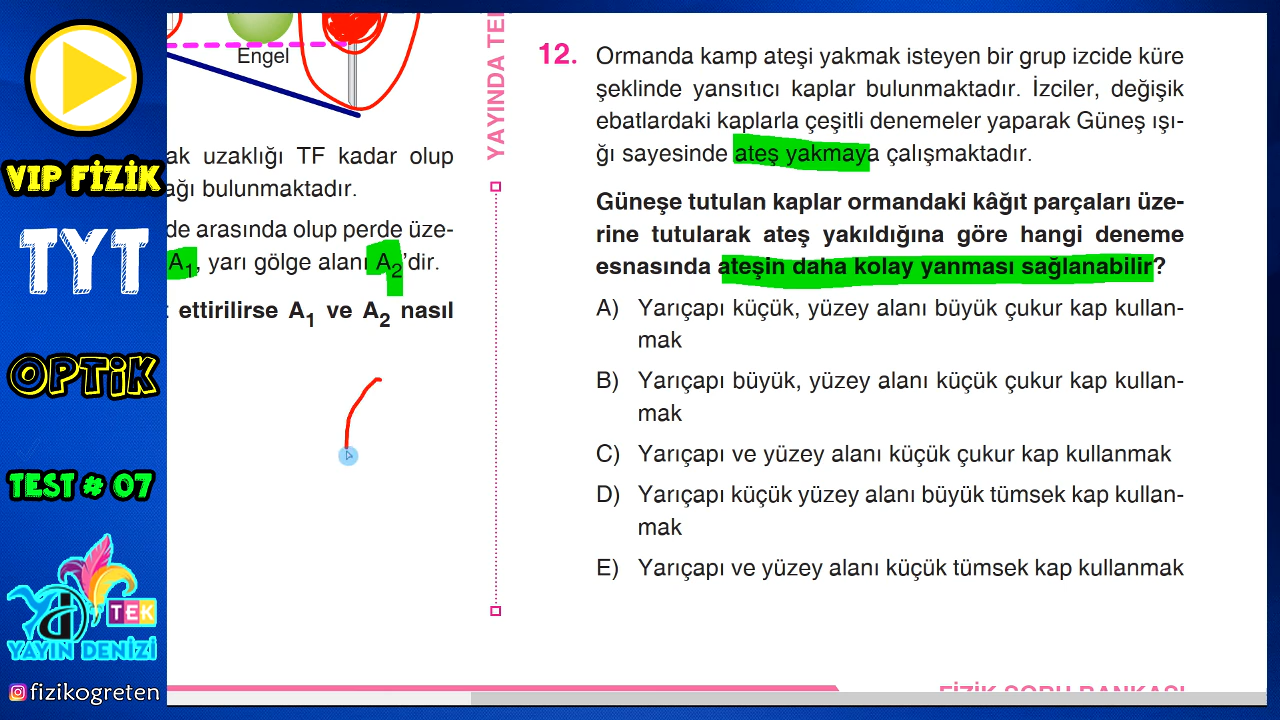 VIP FİZİK
TYT
OPTİK
TEST # 07
TEK
YAYIN DENİZİ
fizikogreten
Engel
ak uzaklığı TF kadar olup
ağı bulunmaktadır.
de arasında olup perde üze-
A1, yarı gölge alanı A2'dir.
ettirilirse A1 ve A2 nasıl
YAYINDA TE
12. Ormanda kamp ateşi yakmak isteyen bir grup izcide küre
şeklinde yansıtıcı kaplar bulunmaktadır. İzciler, değişik
ebatlardaki kaplarla çeşitli denemeler yaparak Güneş ışı-
ğı sayesinde ateş yakmaya çalışmaktadır.
Güneşe tutulan kaplar ormandaki kâğıt parçaları üze-
rine tutularak ateş yakıldığına göre hangi deneme
esnasında ateşin daha kolay yanması sağlanabilir?
A) Yarıçapı küçük, yüzey alanı büyük çukur kap kullan-
mak
B) Yarıçapı büyük, yüzey alanı küçük çukur kap kullan-
mak
C) Yarıçapı ve yüzey alanı küçük çukur kap kullanmak
D) Yarıçapı küçük yüzey alanı büyük tümsek kap kullan-
mak
E) Yarıçapı ve yüzey alanı küçük tümsek kap kullanmak
FİZİK SORU BANKASI